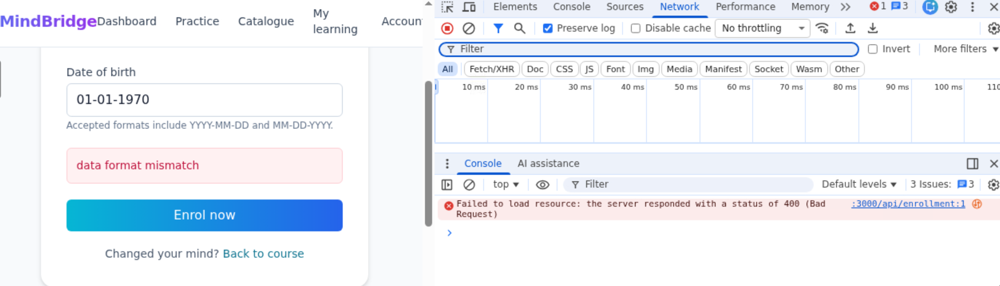 MindBridge Dashboard Practice Catalogue My learning Accoun
Date of birth
01-01-1970
Accepted formats include YYYY-MM-DD and MM-DD-YYYY.
data format mismatch
Enrol now
Changed your mind? Back to course
Elements Console Sources Network Performance Memory 1 3
Preserve log Disable cache No throttling
Filter Invert More filters
All Fetch/XHR Doc CSS JS Font Img Media Manifest Socket Wasm Other
10 ms 20 ms 30 ms 40 ms 50 ms 60 ms 70 ms 80 ms 90 ms 100 ms 110
Console AI assistance
top Filter Default levels 3 Issues: 3
Failed to load resource: the server responded with a status of 400 (Bad :3000/api/enrollment:1
Request)